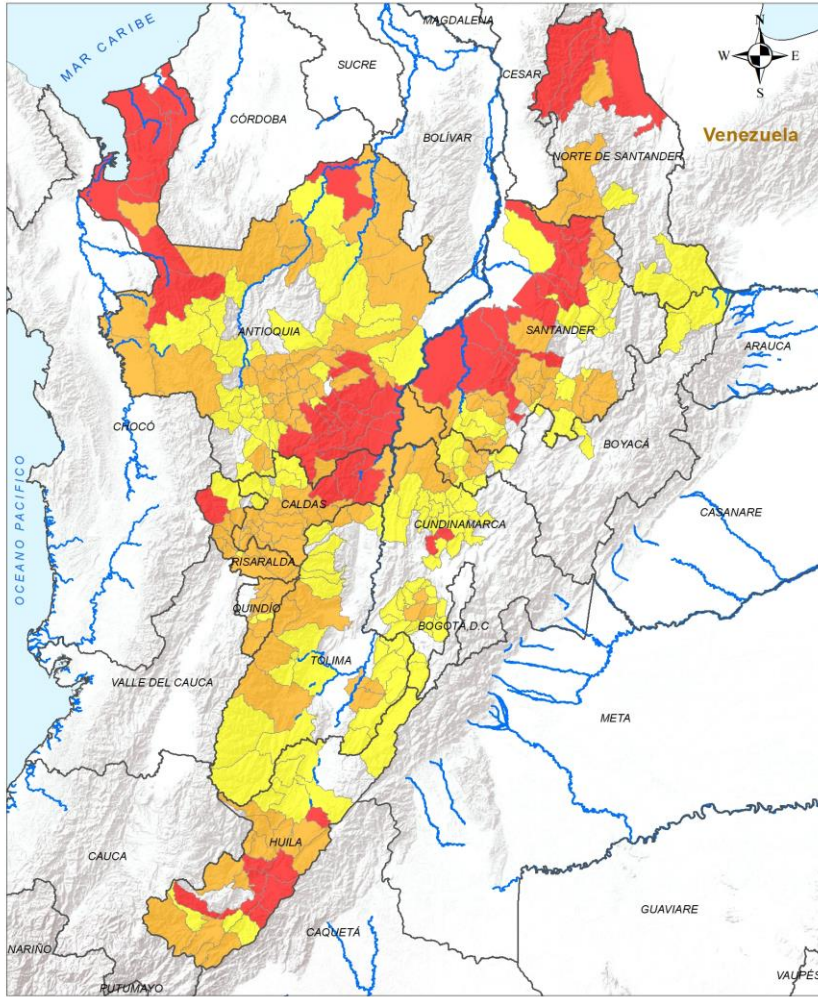 MAGDALENA
MAR CARIBE
N
W
E
S
SUCRE
CESAR
CÓRDOBA
BOLÍVAR
Venezuela
NORTE DE SANTANDER
ANTIOQUIA
SANTANDER
ARAUCA
CHOCÓ
BOYACÁ
OCEANO PACIFICO
CALDAS
CASANARE
CUNDINAMARCA
RISARALDA
QUINDÍO
BOGOTÁ, D.C
TOLIMA
VALLE DEL CAUCA
META
HUILA
CAUCA
GUAVIARE
CAQUETÁ
NARIÑO
PUTUMAYO
VAUPÉS